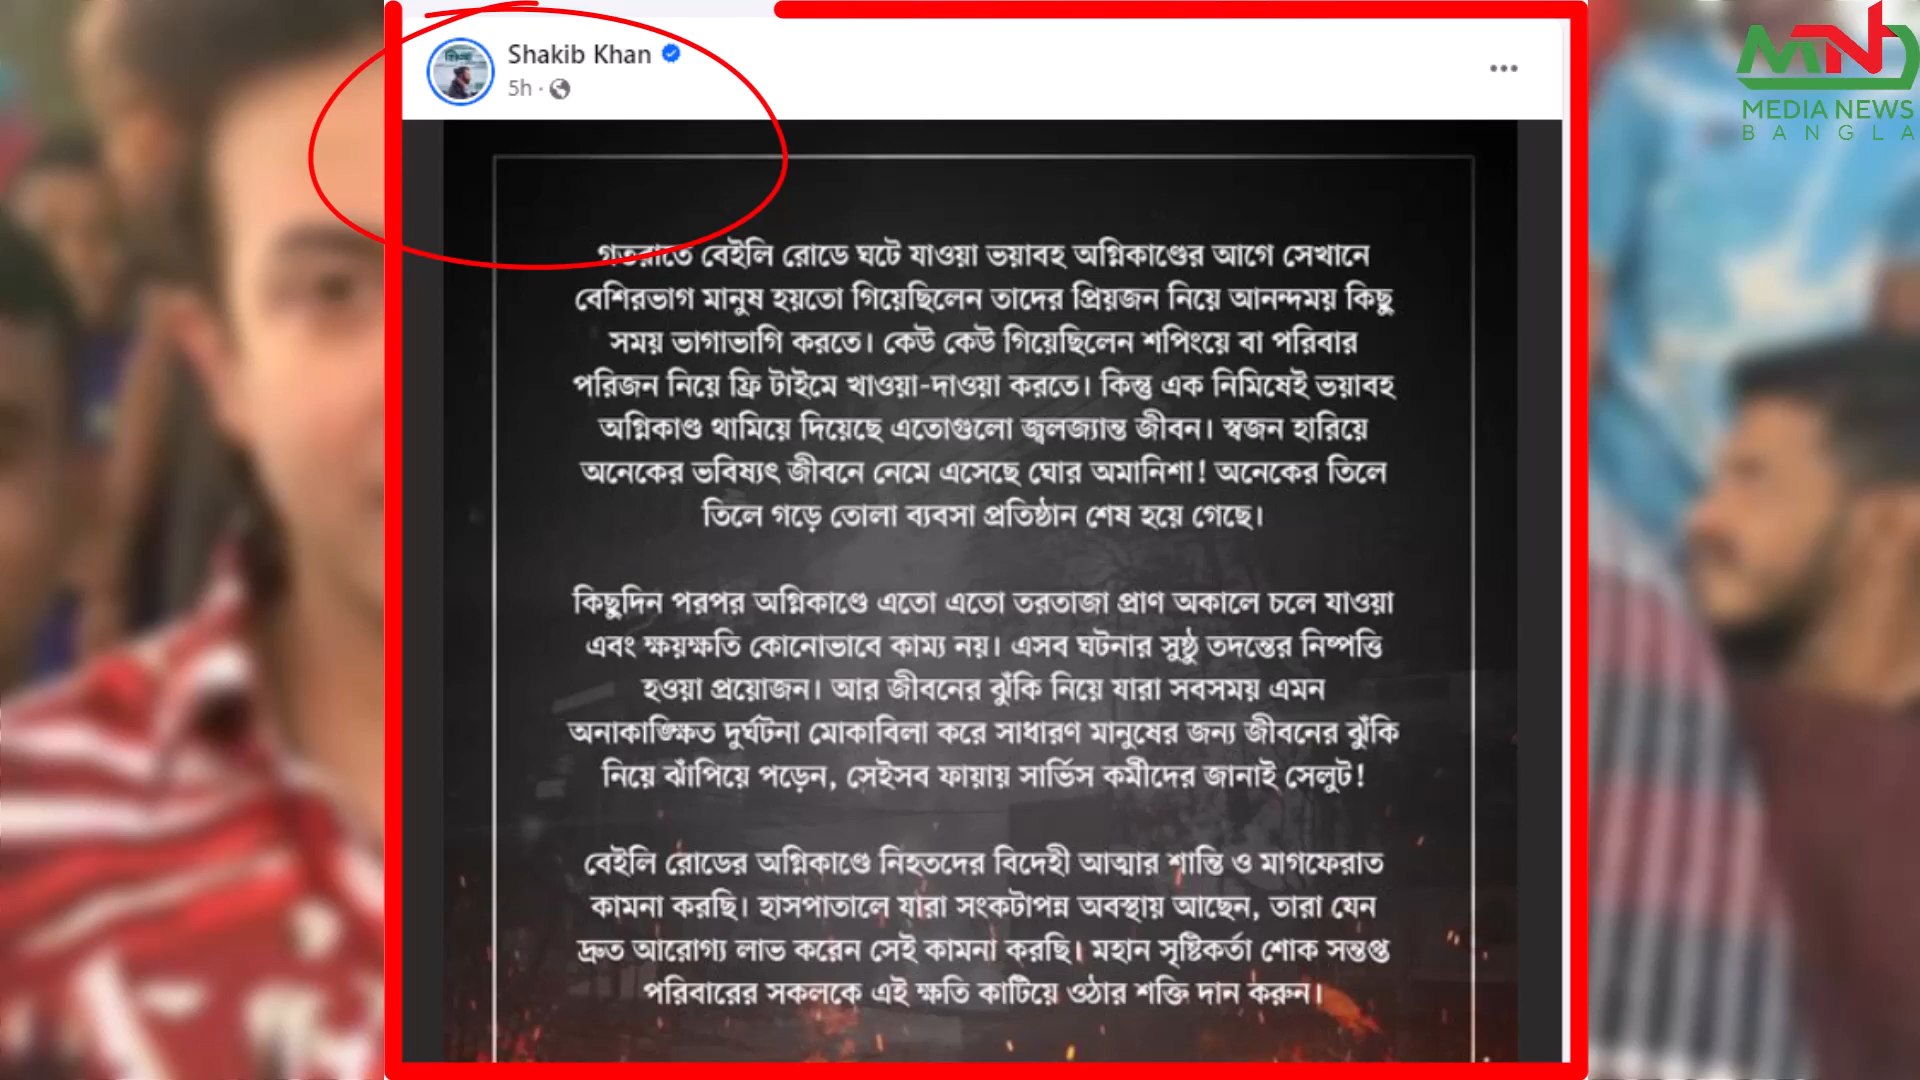 Shakib Khan
5h ·
MEDIA NEWS
BANGLA
গতরাতে বেইলি রোডে ঘটে যাওয়া ভয়াবহ অগ্নিকাণ্ডের আগে সেখানে
বেশিরভাগ মানুষ হয়তো গিয়েছিলেন তাদের প্রিয়জন নিয়ে আনন্দময় কিছু
সময় ভাগাভাগি করতে। কেউ কেউ গিয়েছিলেন শপিংয়ে বা পরিবার
পরিজন নিয়ে ফ্রি টাইমে খাওয়া-দাওয়া করতে। কিন্তু এক নিমিষেই ভয়াবহ
অগ্নিকাণ্ড থামিয়ে দিয়েছে এতোগুলো জ্বলজ্যান্ত জীবন। স্বজন হারিয়ে
অনেকের ভবিষ্যৎ জীবনে নেমে এসেছে ঘোর অমানিশা! অনেকের তিলে
তিলে গড়ে তোলা ব্যবসা প্রতিষ্ঠান শেষ হয়ে গেছে।
কিছুদিন পরপর অগ্নিকাণ্ডে এতো এতো তরতাজা প্রাণ অকালে চলে যাওয়া
এবং ক্ষয়ক্ষতি কোনোভাবে কাম্য নয়। এসব ঘটনার সুষ্ঠু তদন্তের নিষ্পত্তি
হওয়া প্রয়োজন। আর জীবনের ঝুঁকি নিয়ে যারা সবসময় এমন
অনাকাঙ্ক্ষিত দুর্ঘটনা মোকাবিলা করে সাধারণ মানুষের জন্য জীবনের ঝুঁকি
নিয়ে ঝাঁপিয়ে পড়েন, সেইসব ফায়ায় সার্ভিস কর্মীদের জানাই সেলুট!
বেইলি রোডের অগ্নিকাণ্ডে নিহতদের বিদেহী আত্মার শান্তি ও মাগফেরাত
কামনা করছি। হাসপাতালে যারা সংকটাপন্ন অবস্থায় আছেন, তারা যেন
দ্রুত আরোগ্য লাভ করেন সেই কামনা করছি। মহান সৃষ্টিকর্তা শোক সন্তপ্ত
পরিবারের সকলকে এই ক্ষতি কাটিয়ে ওঠার শক্তি দান করুন।